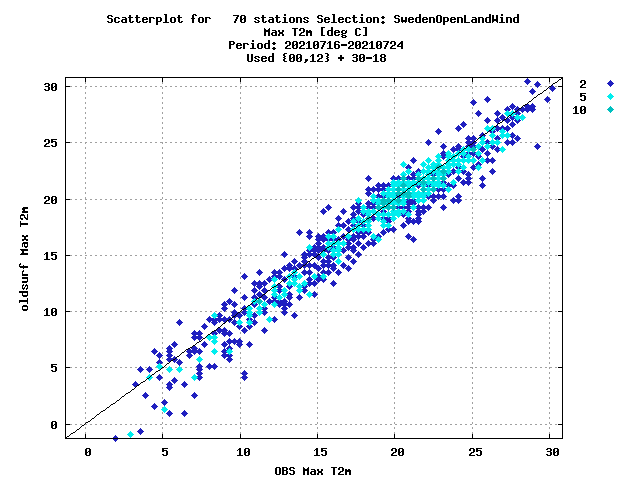 Scatterplot for   70 stations Selection: SwedenOpenLandWind
Max T2m [deg C]
Period: 20210716-20210724
Used {00,12} + 30-18
2
5
10
30
25
20
15
10
5
0
oldsurf Max T2m
0 5 10 15 20 25 30
OBS Max T2m